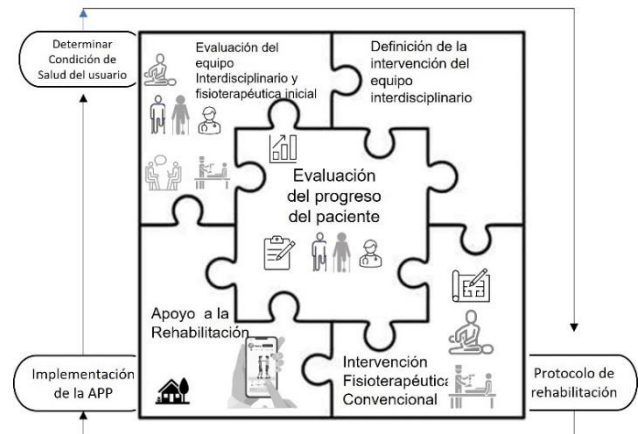 Determinar
Condición de
Salud del usuario
Evaluación del
equipo
Interdisciplinario y
fisioterapéutica inicial
Definición de la
intervención del
equipo
interdisciplinario
Evaluación
del progreso
del paciente
Apoyo a la
Rehabilitación
Intervención
Fisioterapéutica
Convencional
Implementación
de la APP
Protocolo de
rehabilitación